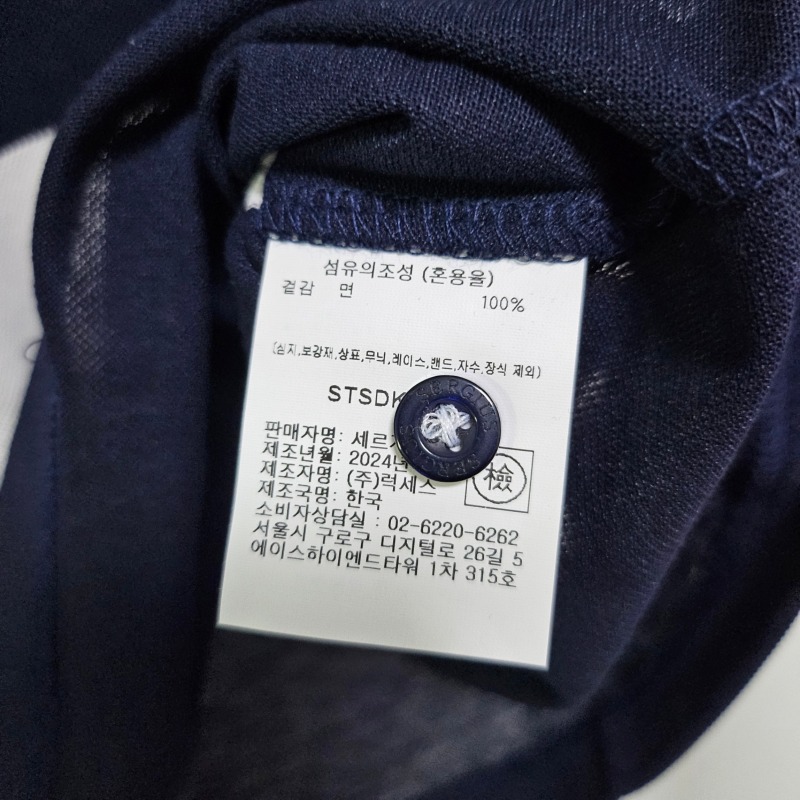 섬유의조성 (혼용율)
겉감 면 100%
(심지,보강재,상표,무늬,레이스,밴드,자수,장식 제외)
STSDK
판매자명: 세르
제조년월: 2024년
제조자명: (주)럭세스
제조국명: 한국
소비자상담실 : 02-6220-6262
서울시 구로구 디지털로 26길 5
에이스하이엔드타워 1차 315호
檢